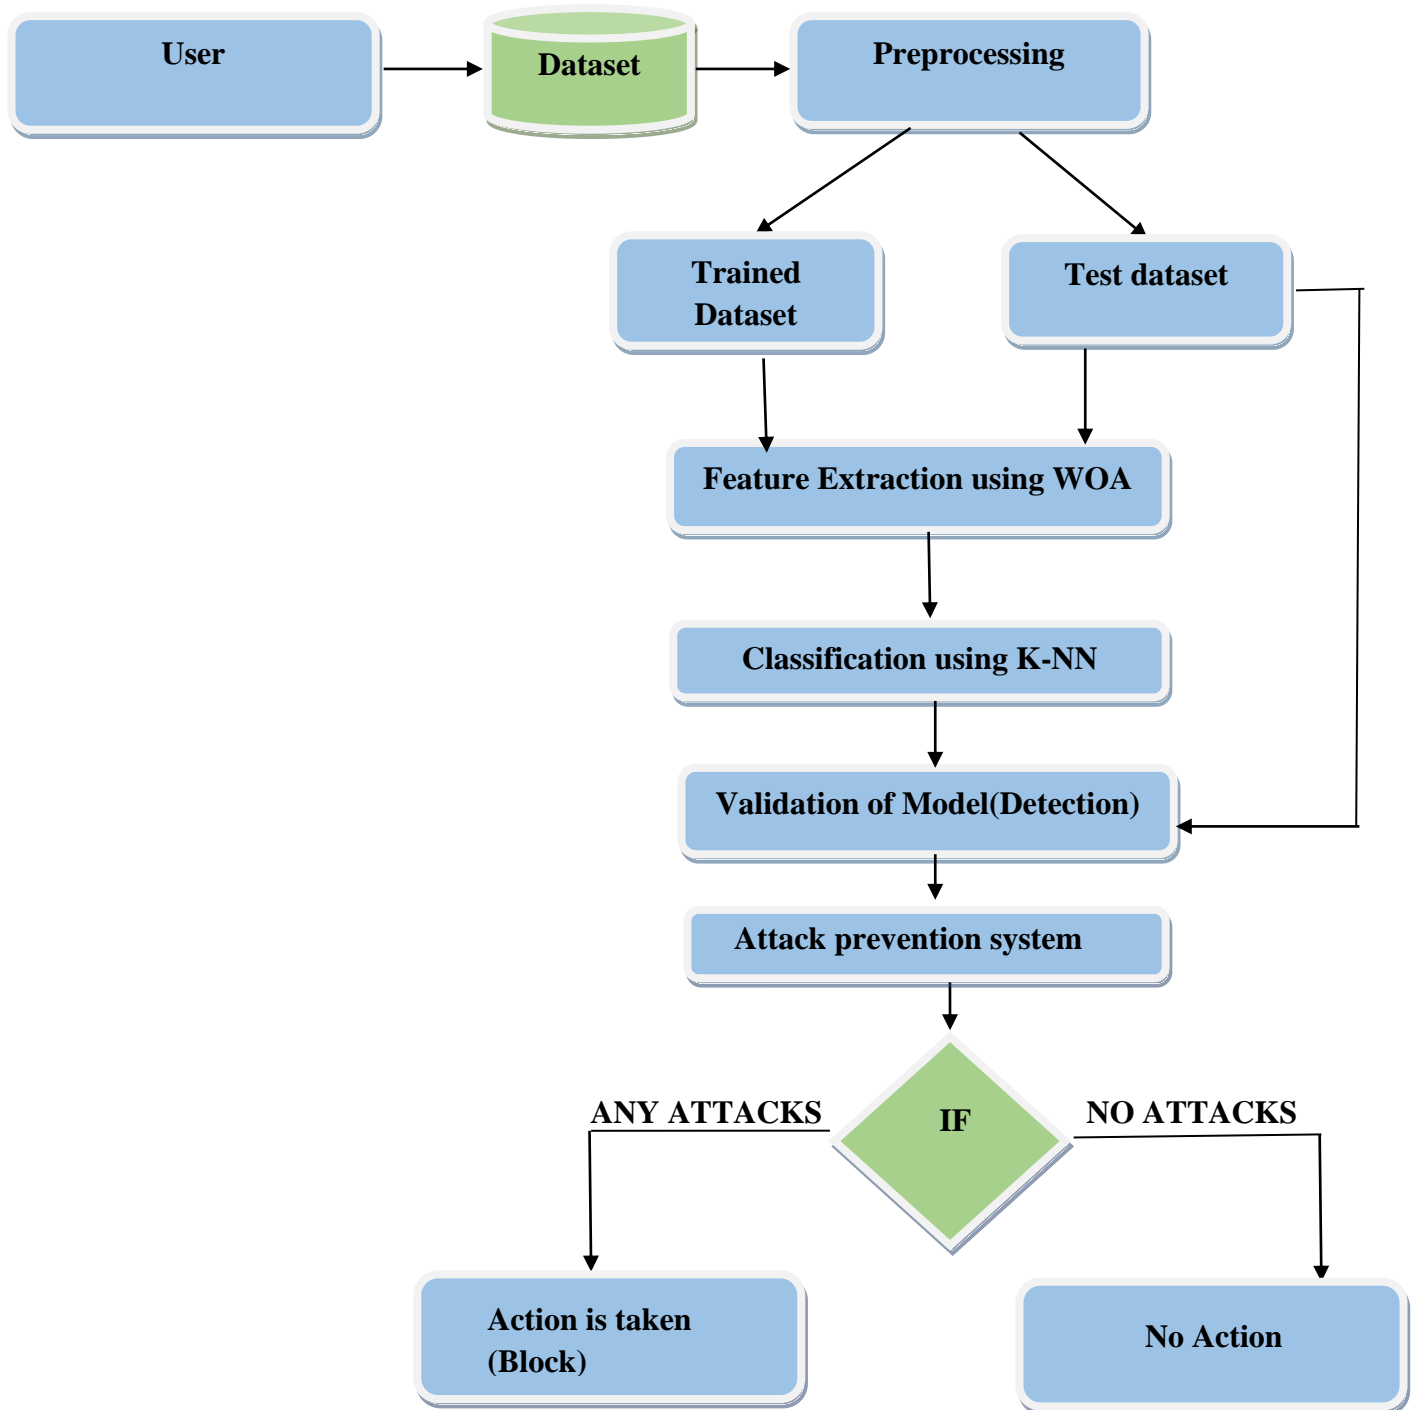 User
Dataset
Preprocessing
Trained
Dataset
Test dataset
Feature Extraction using WOA
Classification using K-NN
Validation of Model(Detection)
Attack prevention system
ANY ATTACKS
IF
NO ATTACKS
Action is taken
(Block)
No Action